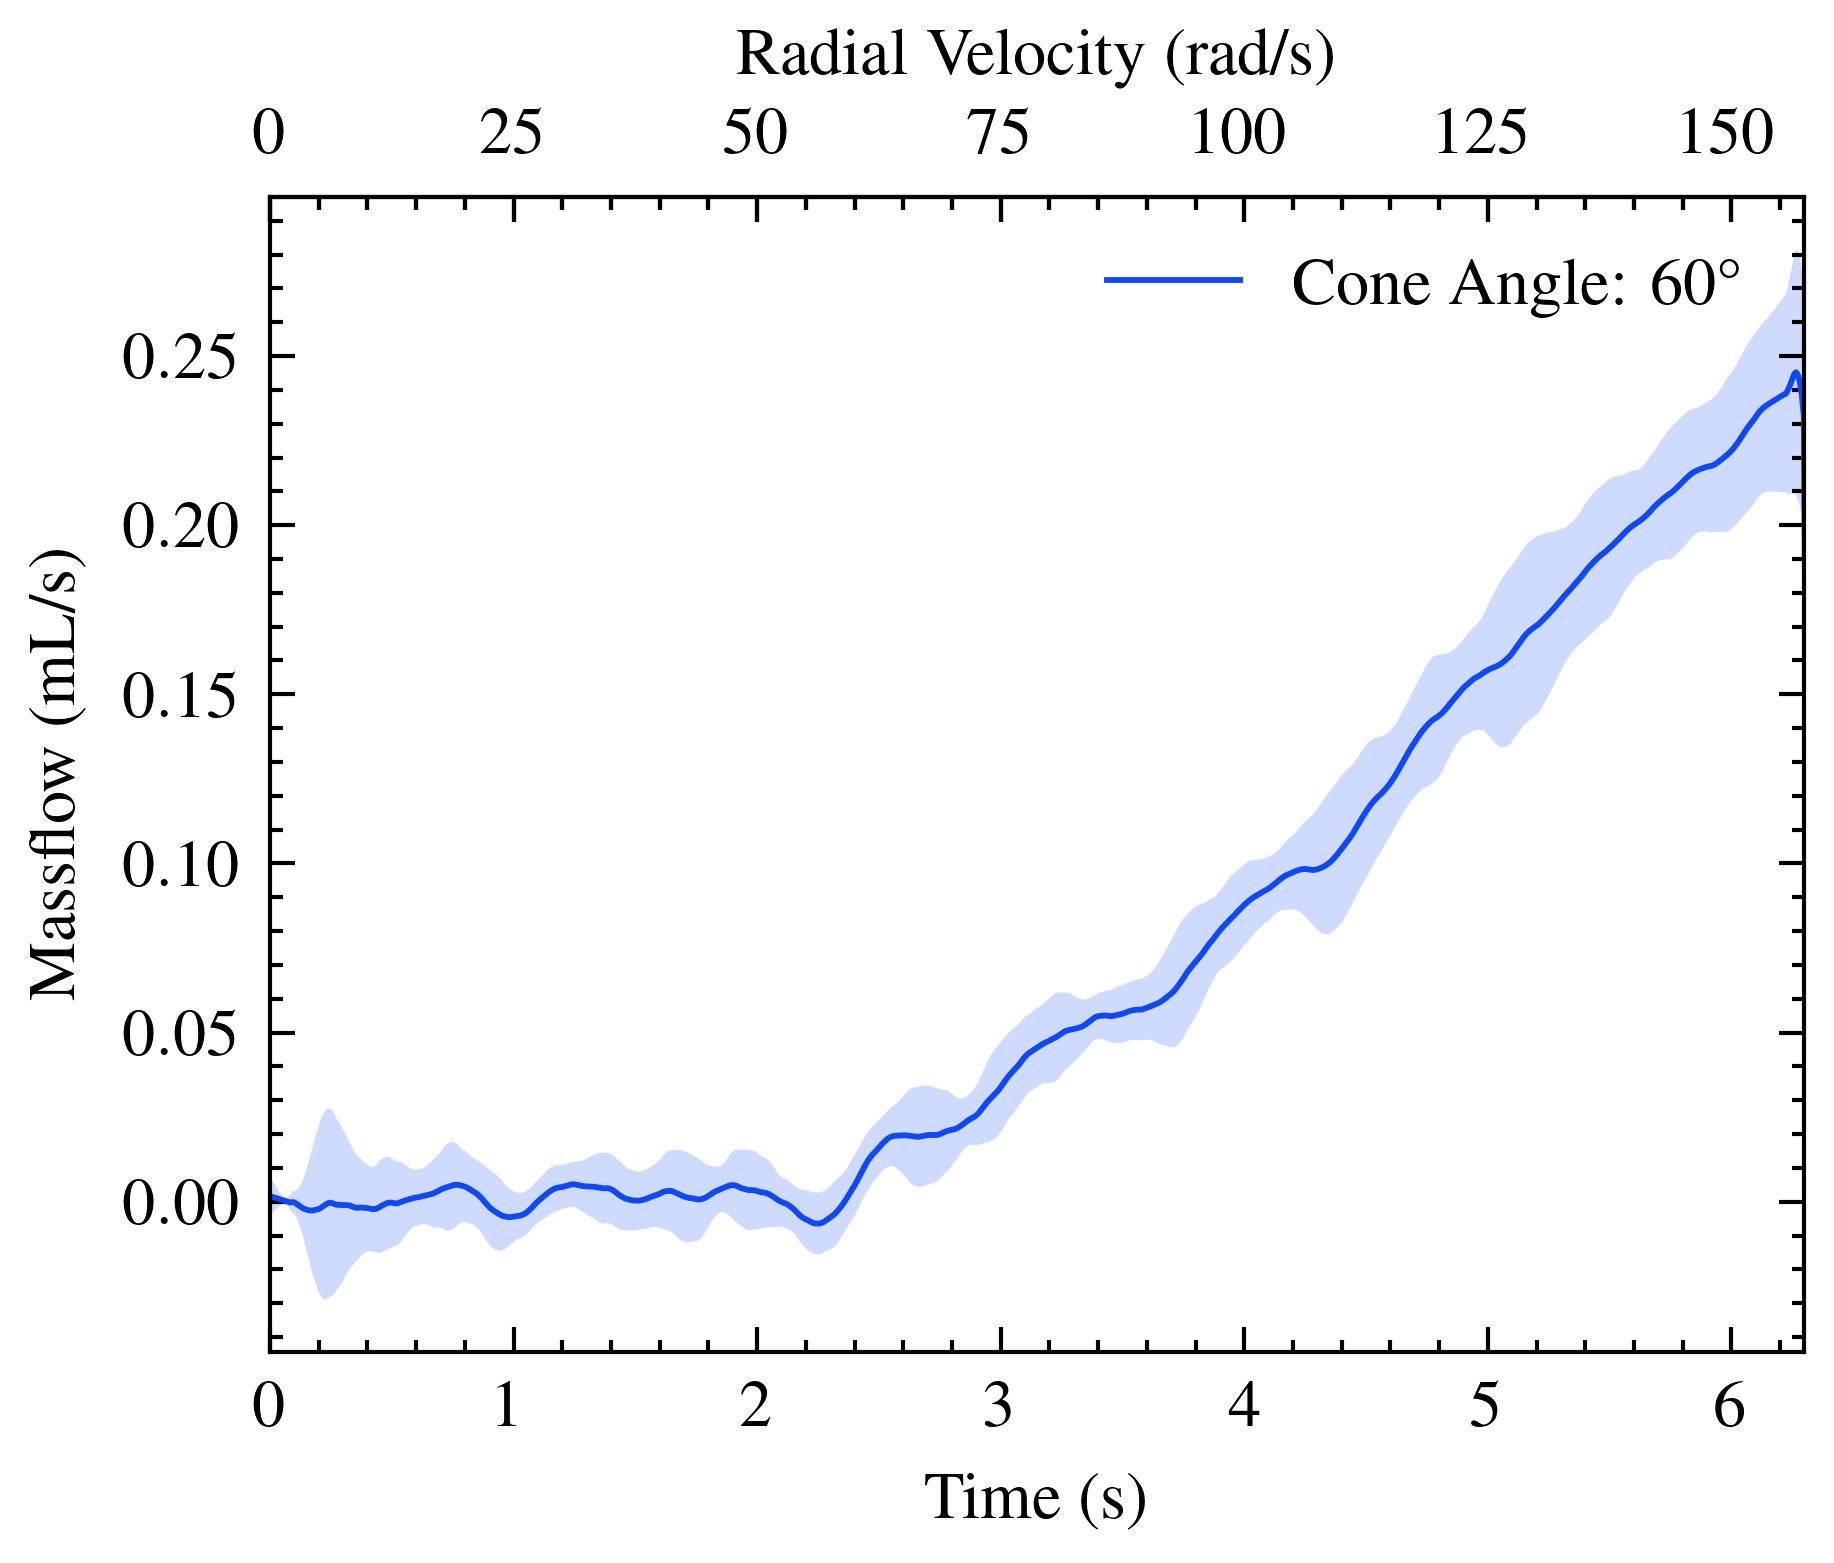 Radial Velocity (rad/s)
0 25 50 75 100 125 150
Cone Angle: 60°
0.25
0.20
0.15
0.10
0.05
0.00
Massflow (mL/s)
0 1 2 3 4 5 6
Time (s)